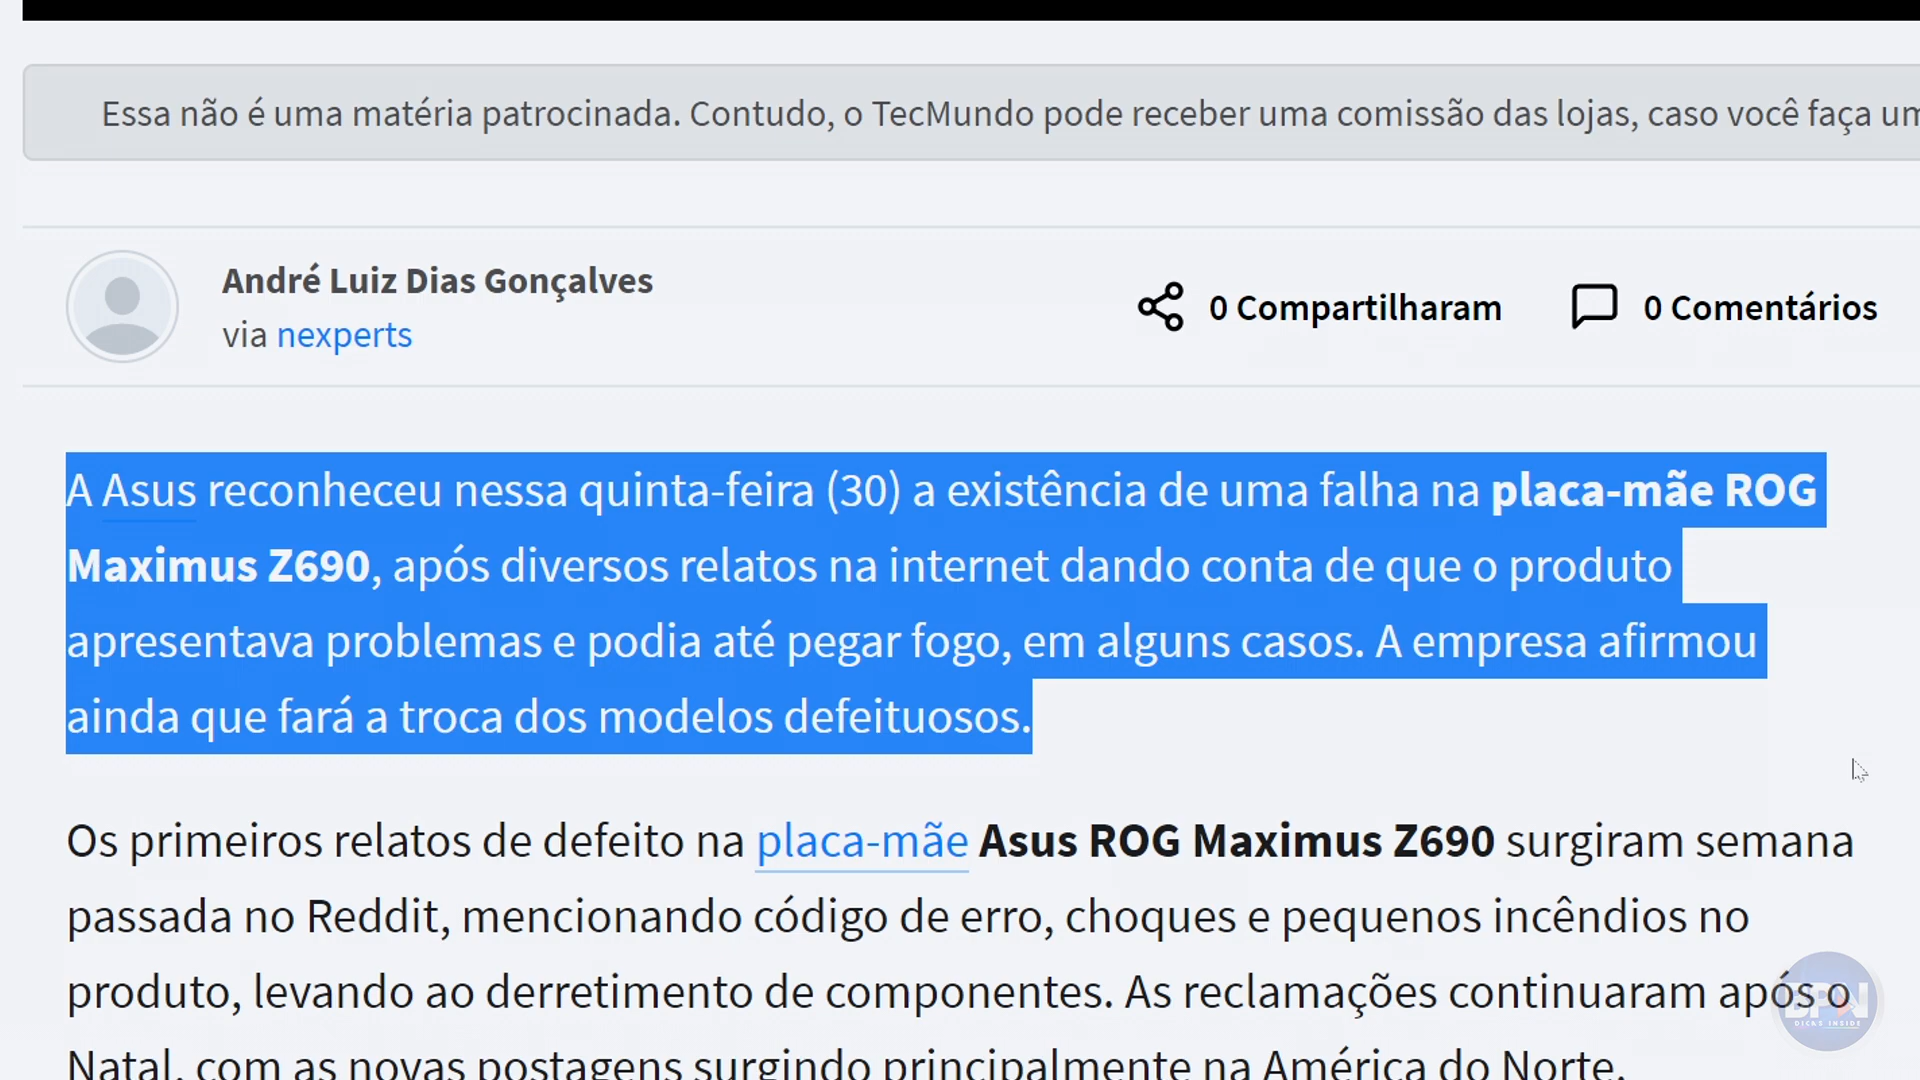 Essa não é uma matéria patrocinada. Contudo, o TecMundo pode receber uma comissão das lojas, caso você faça um
André Luiz Dias Gonçalves
via nexperts
0 Compartilharam
0 Comentários
A Asus reconheceu nessa quinta-feira (30) a existência de uma falha na placa-mãe ROG
Maximus Z690, após diversos relatos na internet dando conta de que o produto
apresentava problemas e podia até pegar fogo, em alguns casos. A empresa afirmou
ainda que fará a troca dos modelos defeituosos.
Os primeiros relatos de defeito na placa-mãe Asus ROG Maximus Z690 surgiram semana
passada no Reddit, mencionando código de erro, choques e pequenos incêndios no
produto, levando ao derretimento de componentes. As reclamações continuaram após o
Natal, com as novas postagens surgindo principalmente na América do Norte.
BPN
DICAS INSIDE